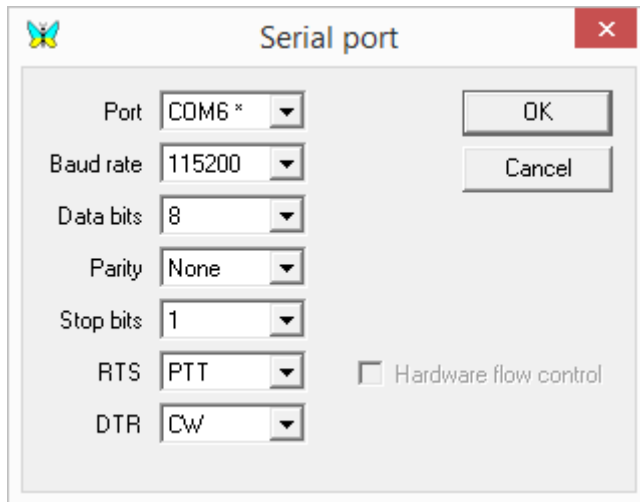 Serial port
Port COM6 * OK
Baud rate 115200 Cancel
Data bits 8
Parity None
Stop bits 1
RTS PTT Hardware flow control
DTR CW